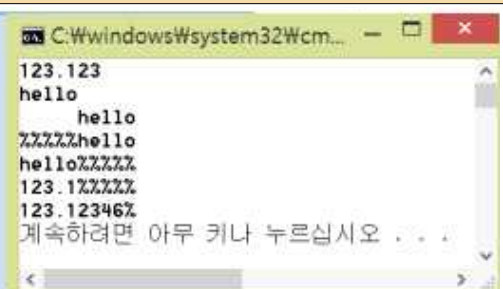 C:₩windows₩system32₩cm...
123.123
hello
     hello
%%%%%hello
hello%%%%%
123.1%%%%%
123.12346%
계속하려면 아무 키나 누르십시오 . . .